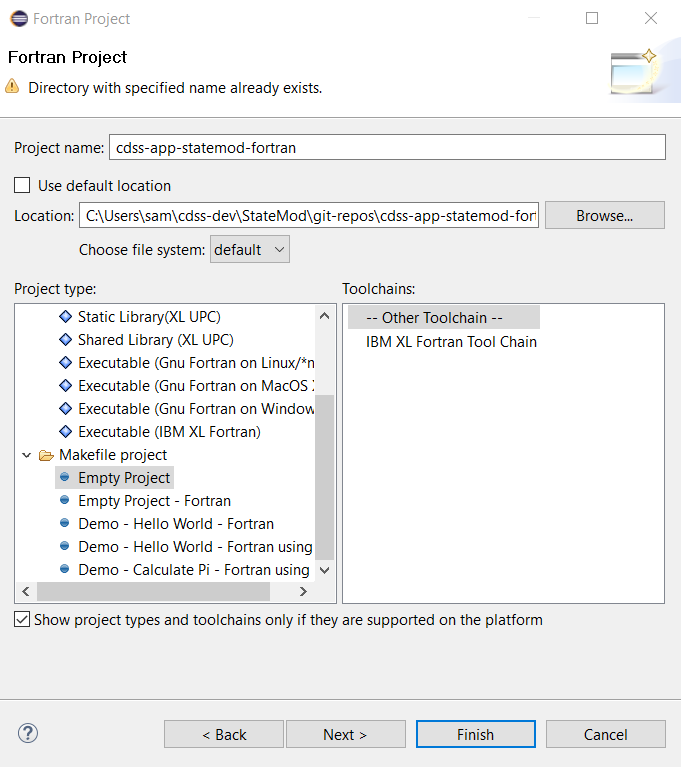 Fortran Project
Fortran Project
Directory with specified name already exists.
Project name: cdss-app-statemod-fortran
Use default location
Location: C:\Users\sam\cdss-dev\StateMod\git-repos\cdss-app-statemod-fort Browse...
Choose file system: default
Project type: Toolchains:
Static Library(XL UPC)
Shared Library (XL UPC)
Executable (Gnu Fortran on Linux/*n
Executable (Gnu Fortran on MacOS X
Executable (Gnu Fortran on Window
Executable (IBM XL Fortran)
Makefile project
Empty Project
Empty Project - Fortran
Demo - Hello World - Fortran
Demo - Hello World - Fortran using
Demo - Calculate Pi - Fortran using
-- Other Toolchain --
IBM XL Fortran Tool Chain
Show project types and toolchains only if they are supported on the platform
? < Back Next > Finish Cancel